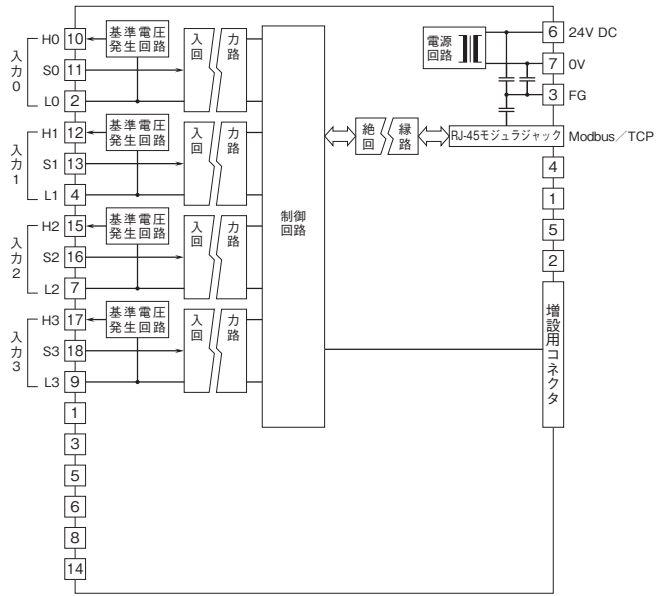 入力0
H0 10
S0 11
L0 2
基準電圧
発生回路
入力
回路
入力1
H1 12
S1 13
L1 4
基準電圧
発生回路
入力
回路
入力2
H2 15
S2 16
L2 7
基準電圧
発生回路
入力
回路
入力3
H3 17
S3 18
L3 9
基準電圧
発生回路
入力
回路
1
3
5
6
8
14
制御
回路
絶縁
回路
電源
回路
6 24V DC
7 0V
3 FG
RJ-45モジュラジャック Modbus／TCP
4
1
5
2
増設用コネクタ